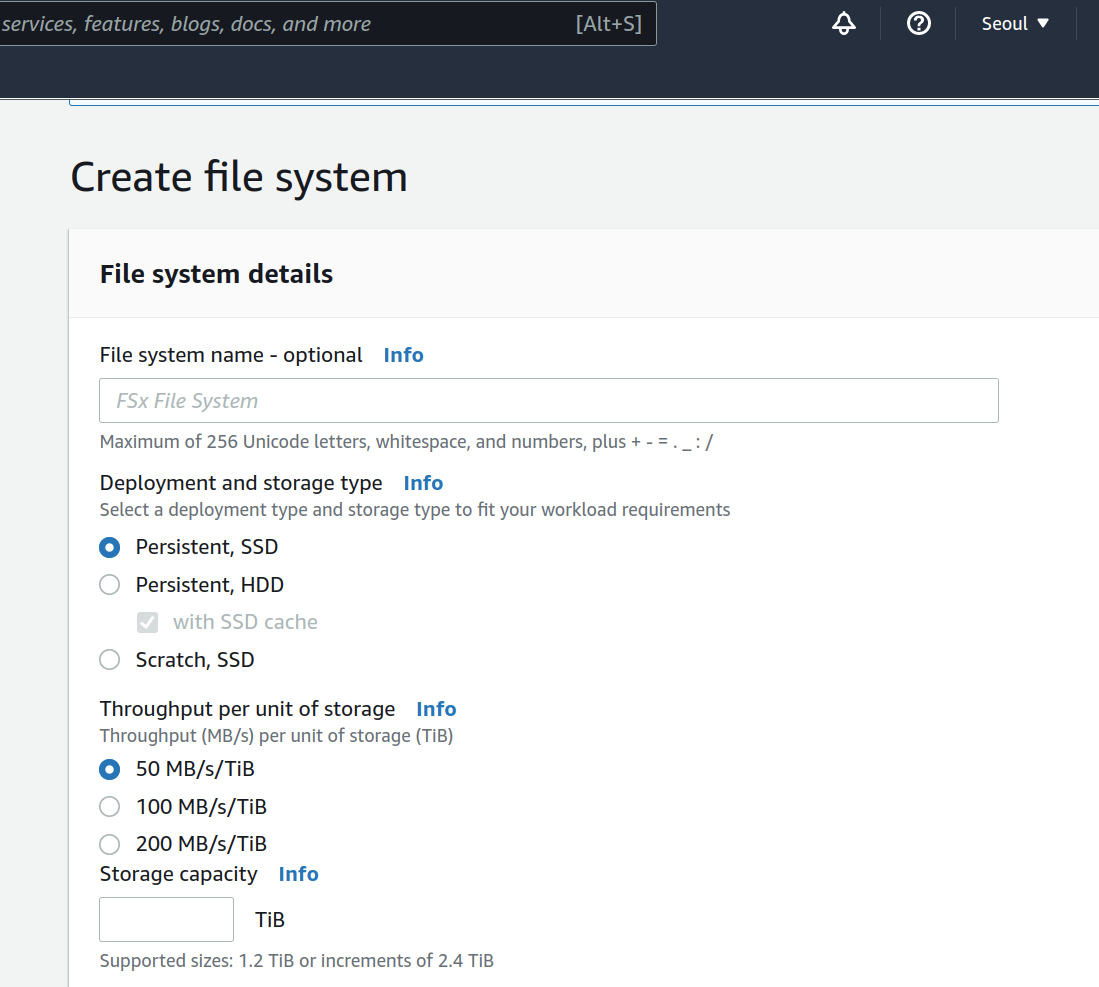 services, features, blogs, docs, and more [Alt+S] Seoul
Create file system
File system details
File system name - optional Info
FSx File System
Maximum of 256 Unicode letters, whitespace, and numbers, plus + - = . _ : /
Deployment and storage type Info
Select a deployment type and storage type to fit your workload requirements
Persistent, SSD
Persistent, HDD
with SSD cache
Scratch, SSD
Throughput per unit of storage Info
Throughput (MB/s) per unit of storage (TiB)
50 MB/s/TiB
100 MB/s/TiB
200 MB/s/TiB
Storage capacity Info
TiB
Supported sizes: 1.2 TiB or increments of 2.4 TiB